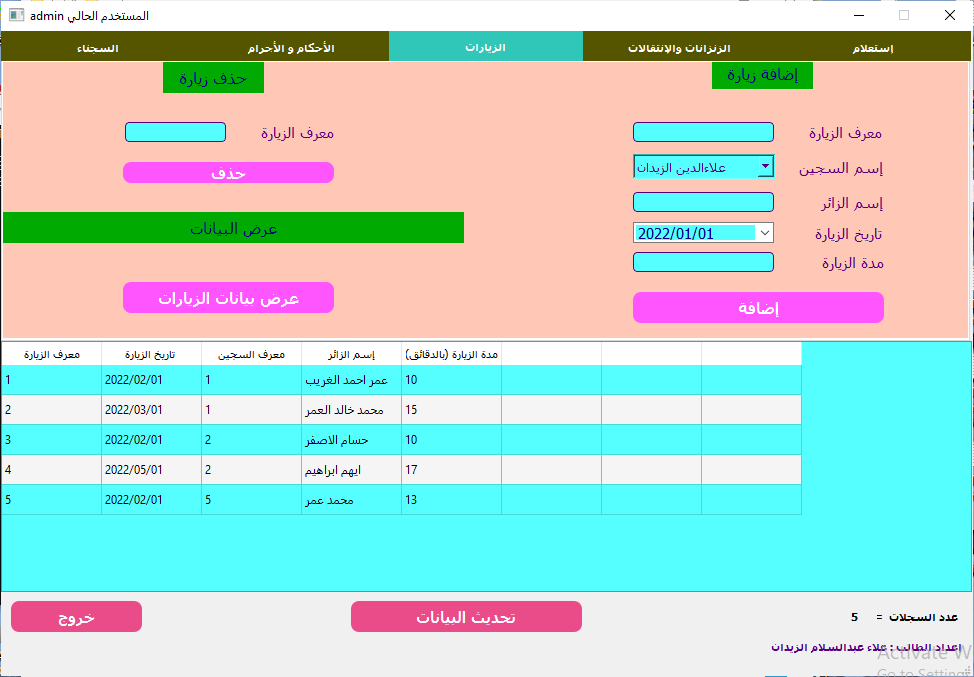 المستخدم الحالي admin
السجناء
الأحكام و الأجرام
الزيارات
الزنزانات والإنتقالات
إستعلام
إضافة زيارة
معرف الزيارة
إسم السجين
علاءالدين الزيدان
إسم الزائر
تاريخ الزيارة
2022/01/01
مدة الزيارة
إضافة
حذف زيارة
معرف الزيارة
حذف
عرض البيانات
عرض بيانات الزيارات
معرف الزيارة تاريخ الزيارة معرف السجين إسم الزائر مدة الزيارة (بالدقائق)
1 2022/02/01 1 عمر احمد الغريب 10
2 2022/03/01 1 محمد خالد العمر 15
3 2022/02/01 2 حسام الاصفر 10
4 2022/05/01 2 ايهم ابراهيم 17
5 2022/02/01 5 محمد عمر 13
خروج
تحديث البيانات
عدد السجلات = 5
إعداد الطالب : علاء عبدالسلام الزيدان
Activate W
Go to Settings